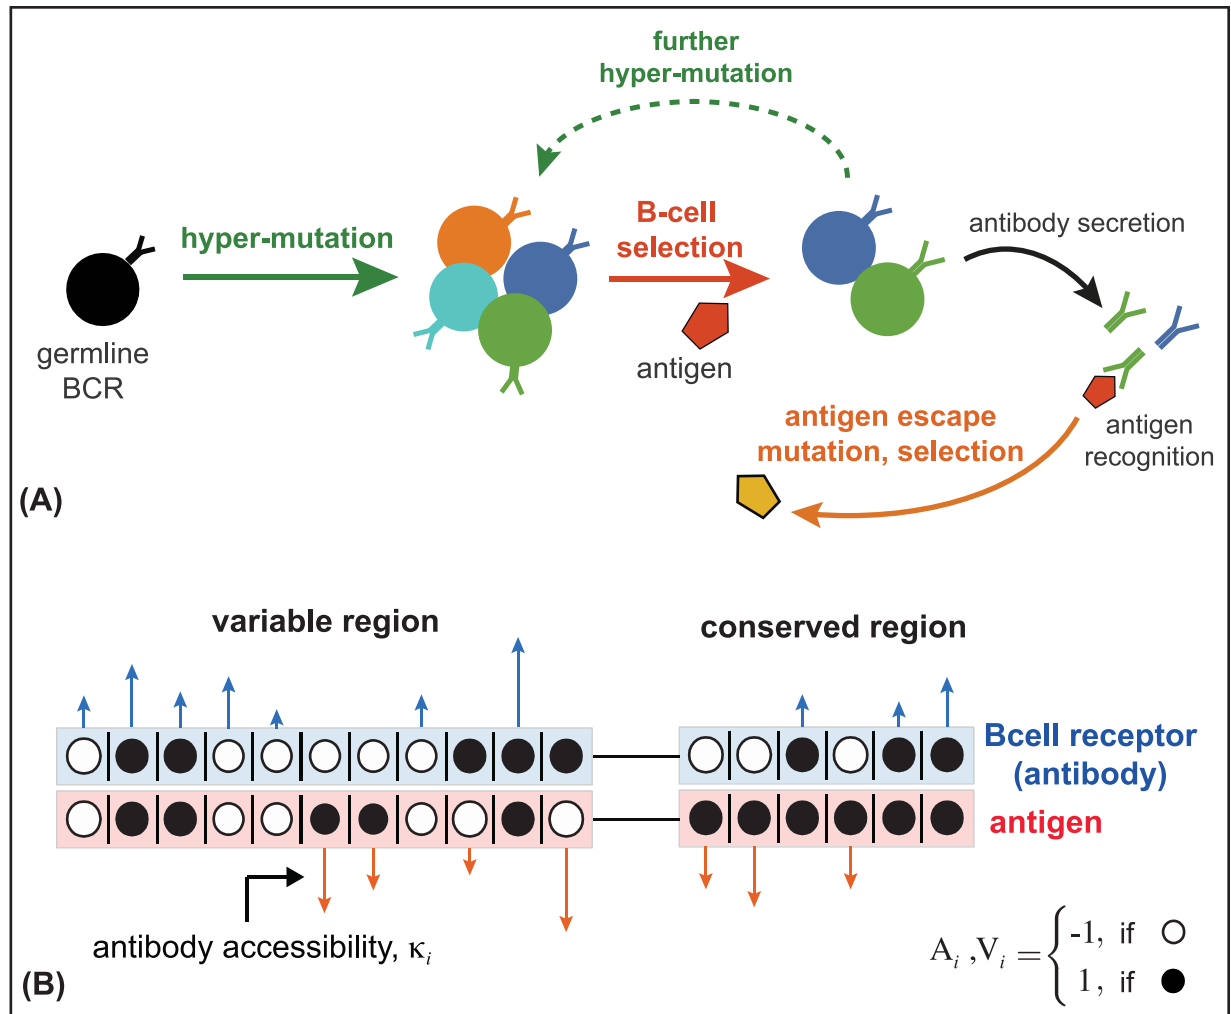 further
hyper-mutation
hyper-mutation
B-cell
selection
antibody secretion
germline
BCR
antigen
antigen escape
mutation, selection
antigen
recognition
(A)
variable region
conserved region
Bcell receptor
(antibody)
antigen
antibody accessibility, κi
Ai ,Vi = { -1, if ○
1, if ●
(B)